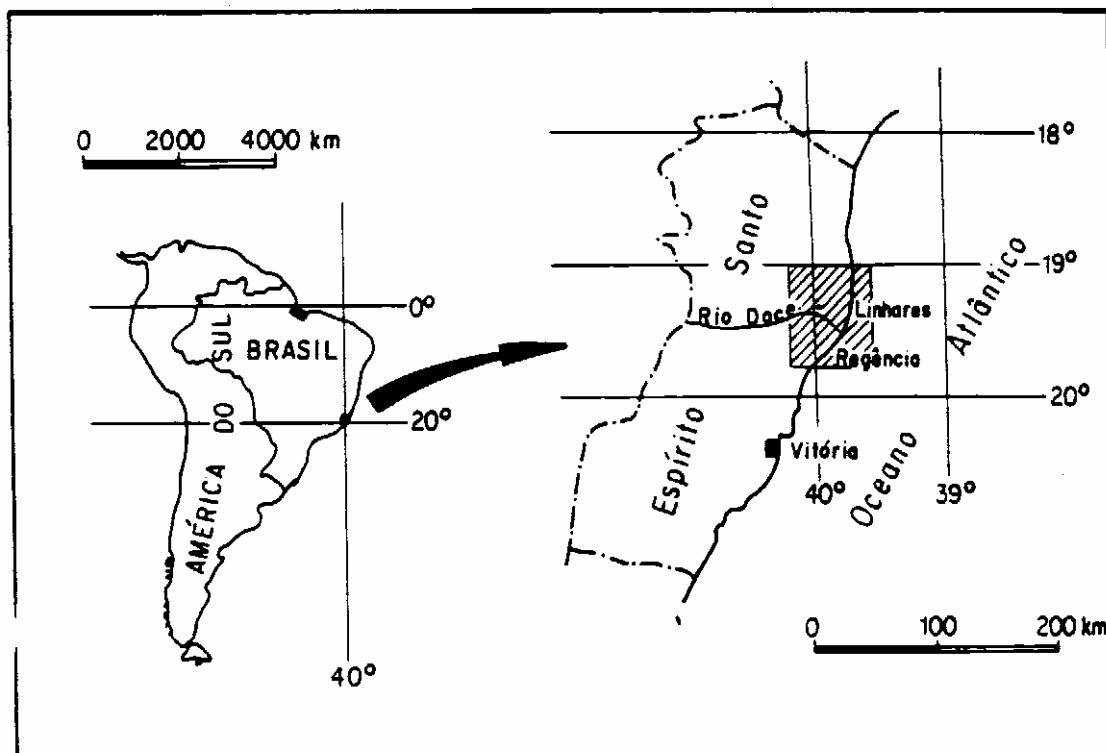 0 2000 4000 km
0°
20°
40°
BRASIL
AMÉRICA DO SUL
18°
19°
20°
40° 39°
Espírito Santo
Rio Doce
Linhares
Regência
Vitória
Oceano Atlântico
0 100 200 km